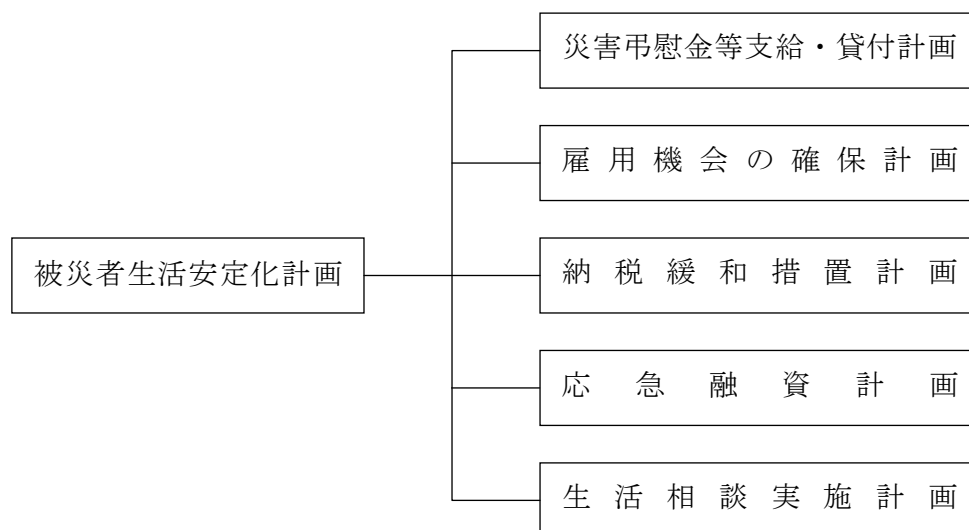 災害弔慰金等支給・貸付計画
雇用機会の確保計画
被災者生活安定化計画
納税緩和措置計画
応急融資計画
生活相談実施計画